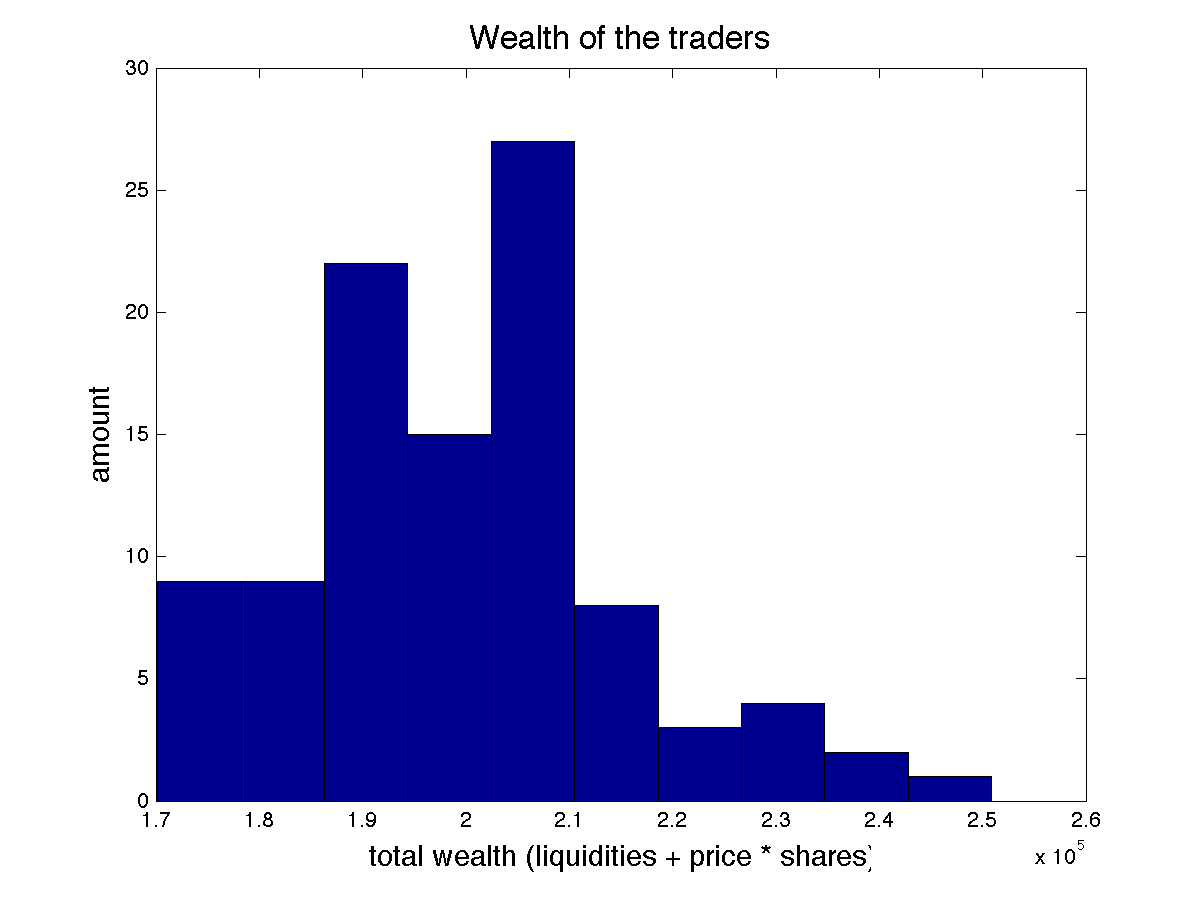 Wealth of the traders
30
25
20
15
10
5
0
amount
1.7 1.8 1.9 2 2.1 2.2 2.3 2.4 2.5 2.6
x 10^5
total wealth (liquidities + price * shares)